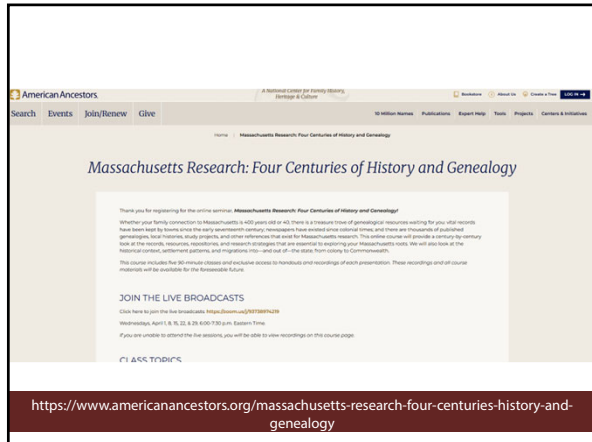 American Ancestors
A National Center for Family History,
Heritage & Culture
Bookstore
About Us
Create a Tree
LOG IN →
Search Events Join/Renew Give
10 Million Names Publications Expert Help Tools Projects Centers & Initiatives
Home | Massachusetts Research: Four Centuries of History and Genealogy
Massachusetts Research: Four Centuries of History and Genealogy
Thank you for registering for the online seminar, Massachusetts Research: Four Centuries of History and Genealogy!
Whether your family connection to Massachusetts is 400 years old or 40, there is a treasure trove of genealogical resources waiting for you: vital records
have been kept by towns since the early seventeenth century; newspapers have existed since colonial times; and there are thousands of published
genealogies, local histories, study projects, and other references that exist for Massachusetts research. This online course will provide a century-by-century
look at the records, resources, repositories, and research strategies that are essential to exploring your Massachusetts roots. We will also look at the
historical context, settlement patterns, and migrations into—and out of—the state, from colony to Commonwealth.
This course includes five 90-minute classes and exclusive access to handouts and recordings of each presentation. These recordings and all course
materials will be available for the foreseeable future.
JOIN THE LIVE BROADCASTS
Click here to join the live broadcasts:
Wednesdays, April 1, 8, 15, 22, & 29, 6:00-7:30 p.m. Eastern Time.
If you are unable to attend the live sessions, you will be able to view recordings on this course page.
CLASS TOPICS
https://www.americanancestors.org/massachusetts-research-four-centuries-history-and-
genealogy